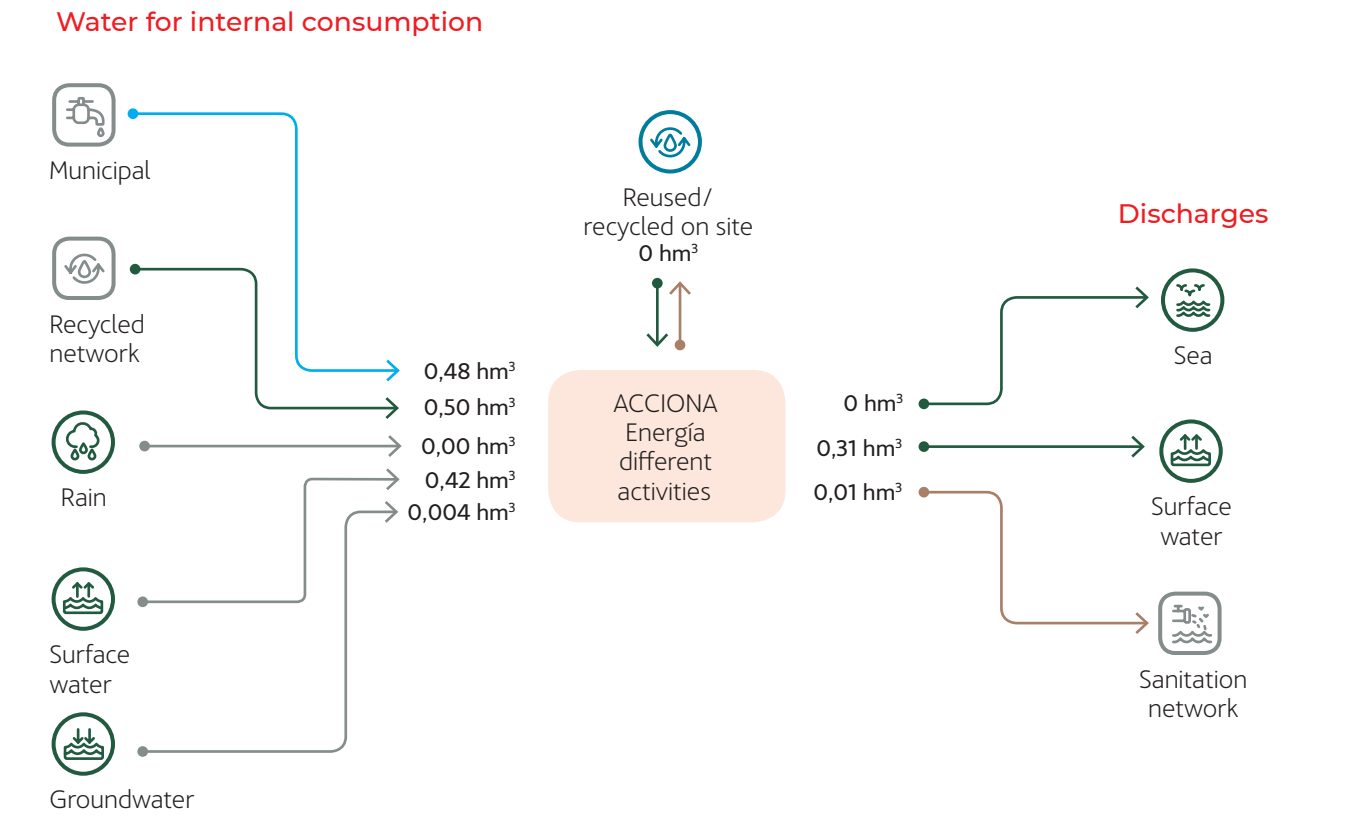 Water for internal consumption
Municipal
Recycled
network
Rain
Surface
water
Groundwater
0,48 hm³
0,50 hm³
0,00 hm³
0,42 hm³
0,004 hm³
Reused/
recycled on site
0 hm³
ACCIONA
Energía
different
activities
0 hm³
0,31 hm³
0,01 hm³
Discharges
Sea
Surface
water
Sanitation
network